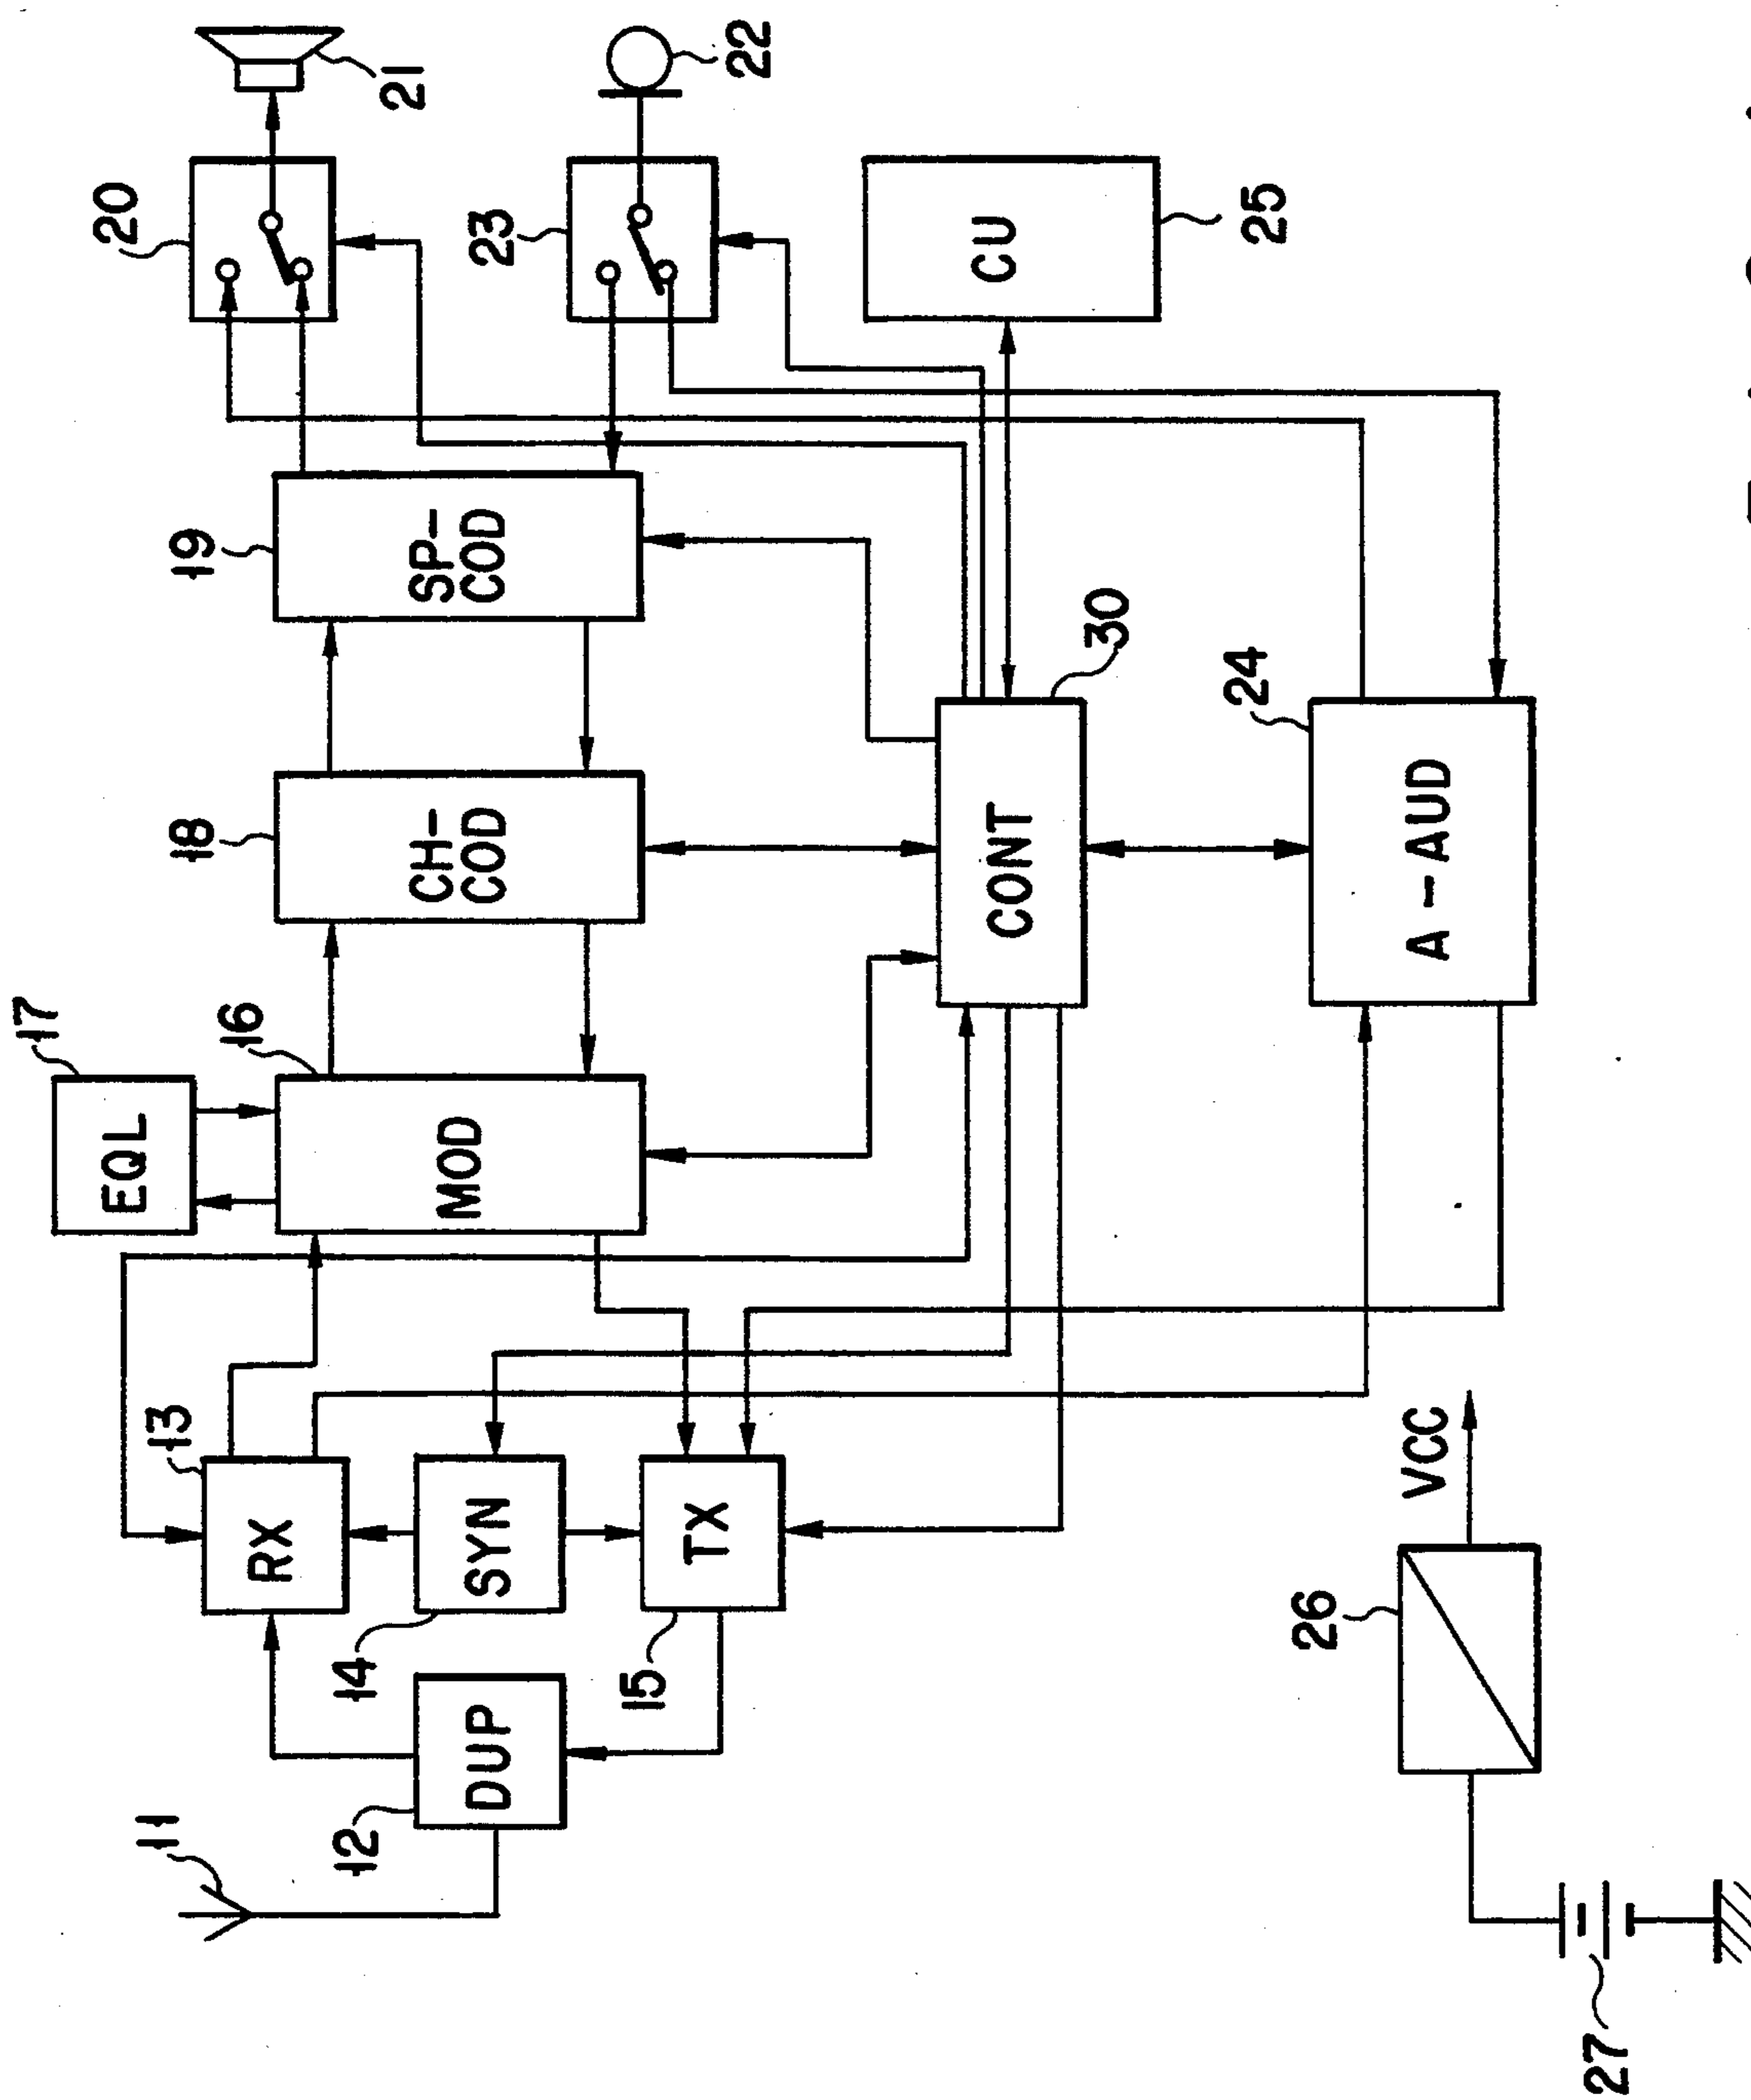 11
12
DUP
13
RX
14
SYN
15
TX
17
EQL
16
MOD
18
CH-
COD
19
SP-
COD
20
21
23
22
CONT
30
CU
25
24
A-AUD
27
26
VCC